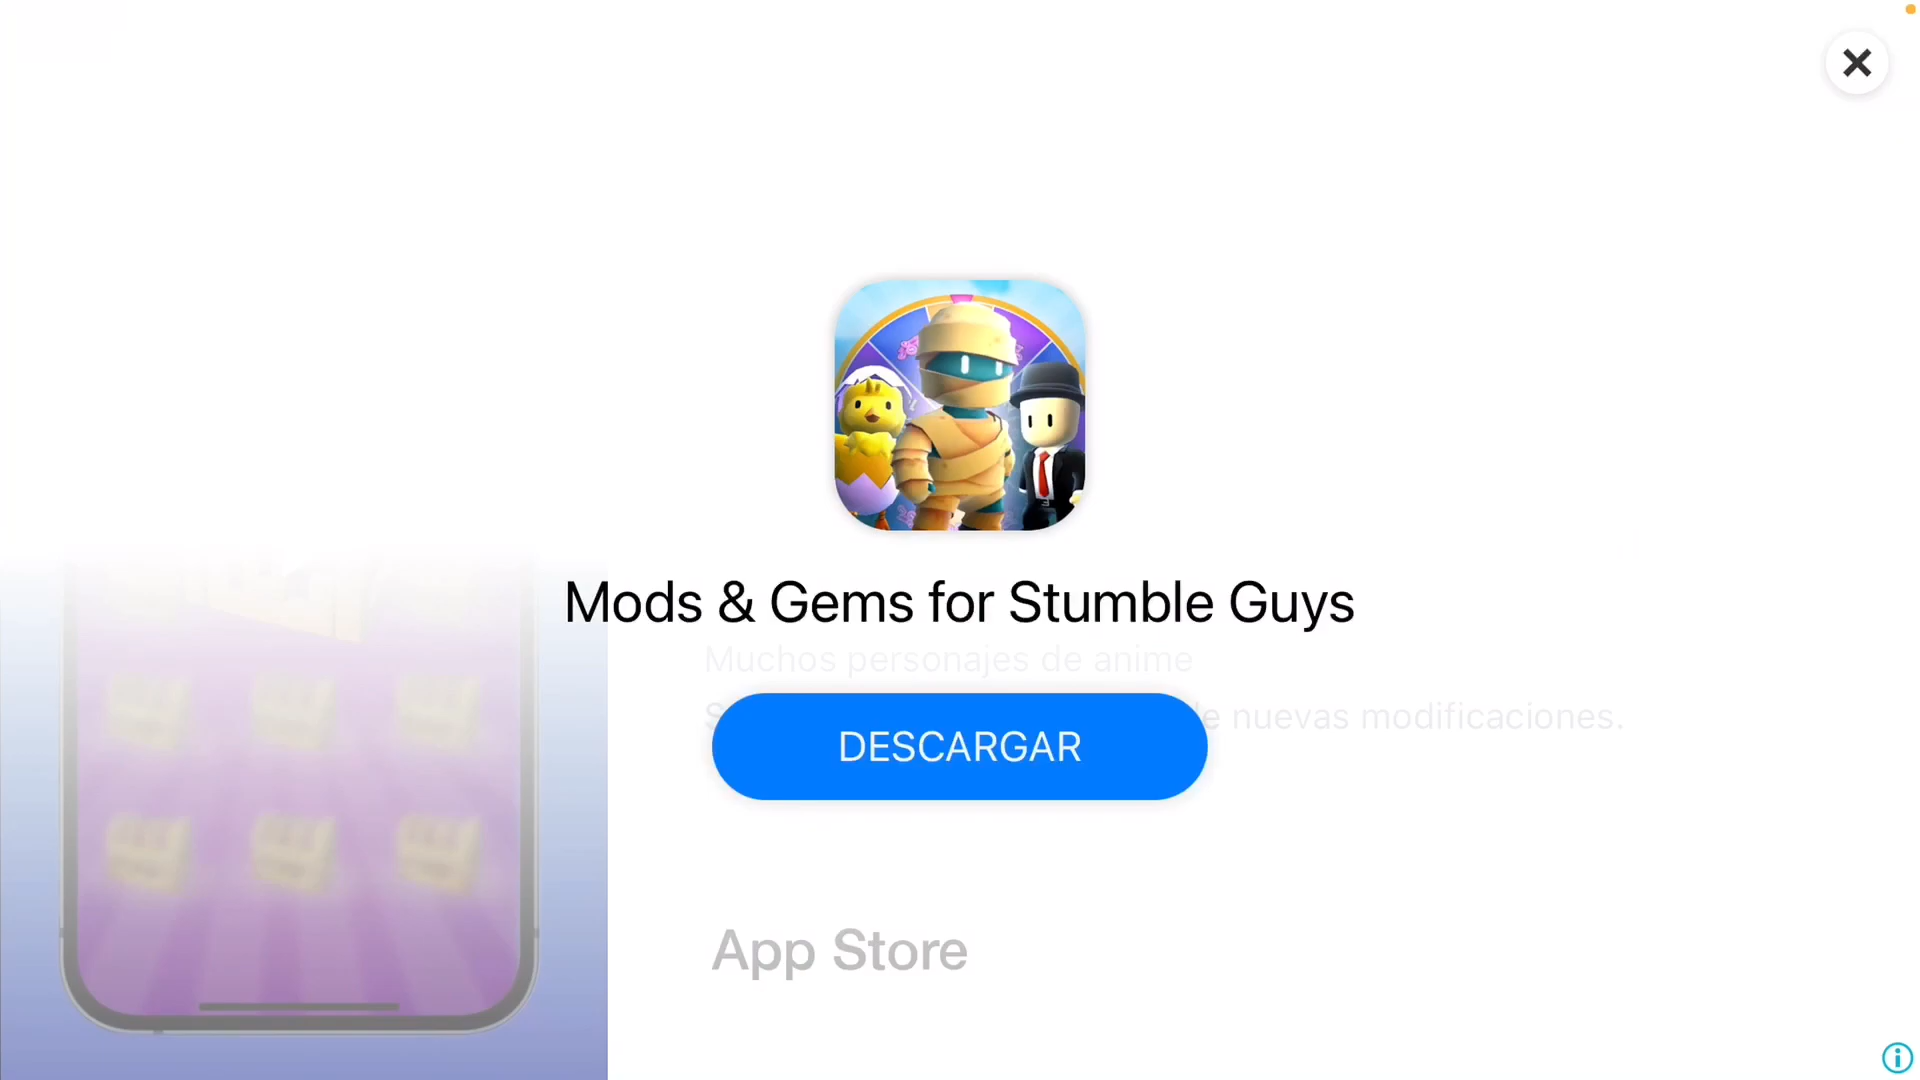 Mods & Gems for Stumble Guys
Muchos personajes de anime
nuevas modificaciones.
DESCARGAR
App Store